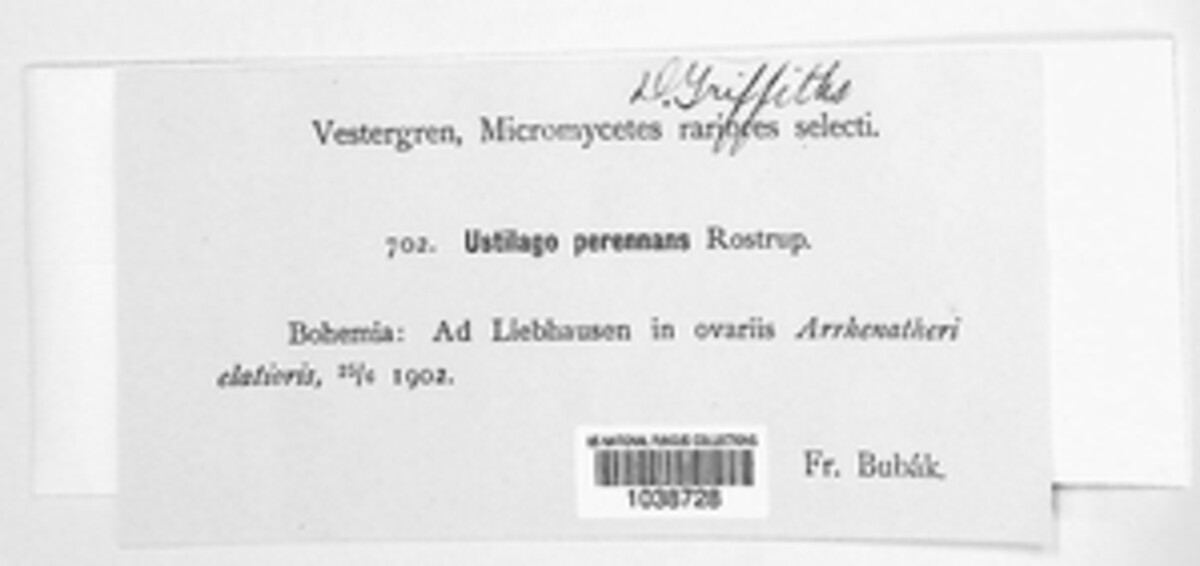 D. Griffiths
Vestergren, Micromycetes rariores selecti.
702. Ustilago perennans Rostrup.
Bohemia: Ad Liebhausen in ovariis Arrhenatheri
elatioris, 25/6 1902.
US NATIONAL FUNGUS COLLECTIONS
1038728
Fr. Bubák.